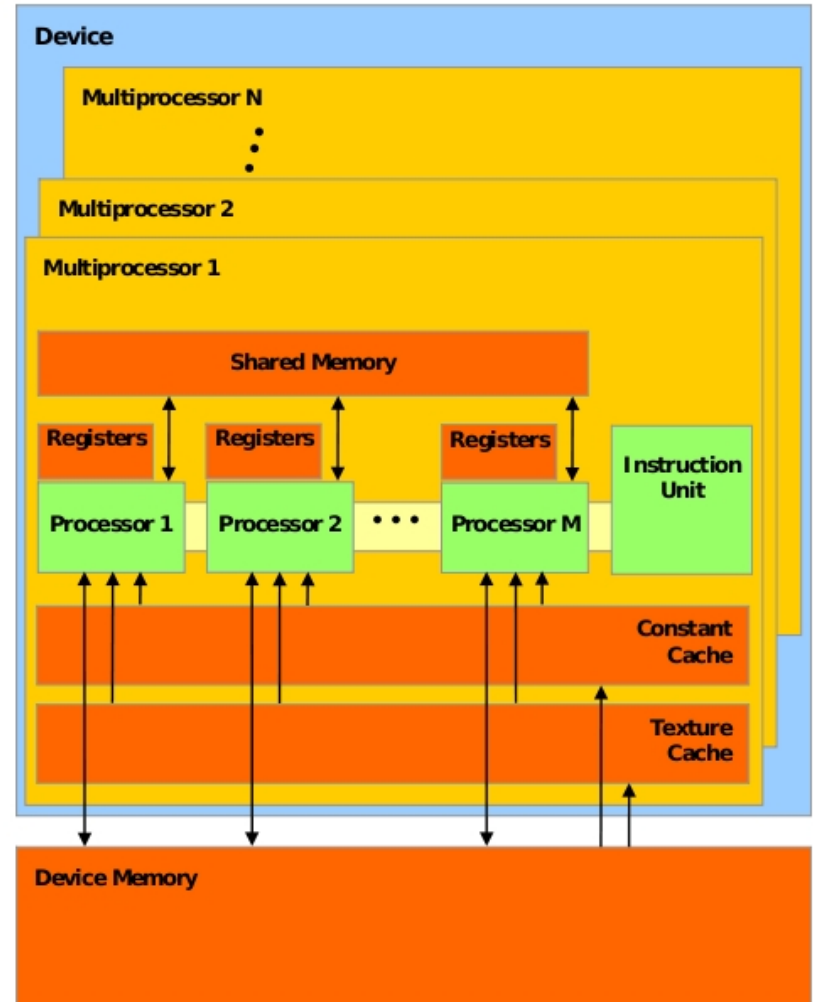 Device
Multiprocessor N
Multiprocessor 2
Multiprocessor 1
Shared Memory
Registers
Registers
Registers
Instruction
Unit
Processor 1
Processor 2
Processor M
Constant
Cache
Texture
Cache
Device Memory